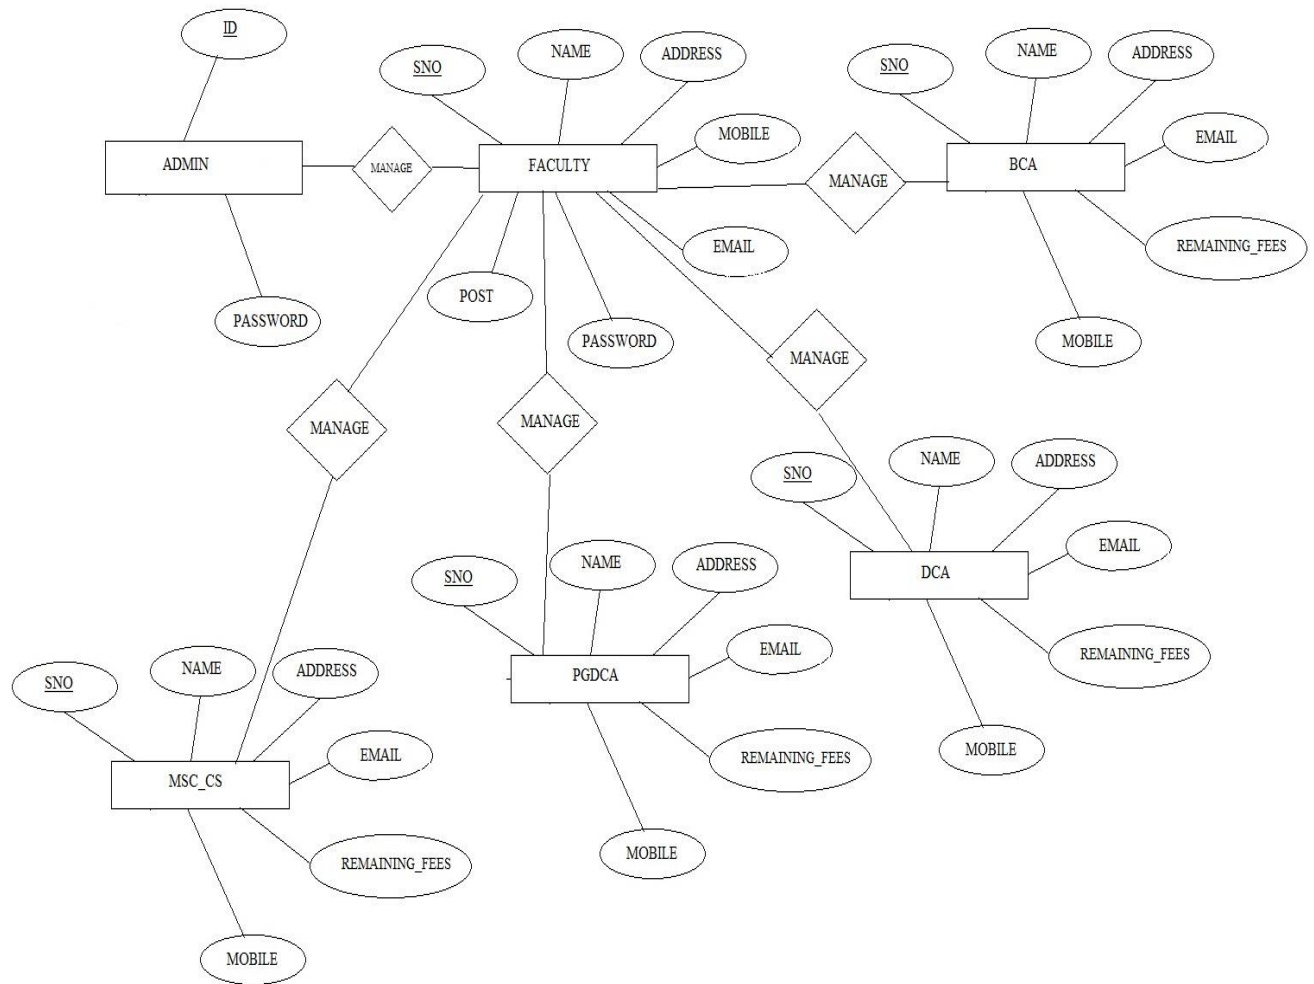 ID
SNO
NAME
ADDRESS
MOBILE
ADMIN
MANAGE
FACULTY
EMAIL
POST
PASSWORD
PASSWORD
MANAGE
SNO
NAME
ADDRESS
EMAIL
BCA
REMAINING_FEES
MOBILE
MANAGE
MANAGE
MANAGE
SNO
NAME
ADDRESS
EMAIL
DCA
REMAINING_FEES
MOBILE
SNO
NAME
ADDRESS
EMAIL
PGDCA
REMAINING_FEES
MOBILE
SNO
NAME
ADDRESS
EMAIL
MSC_CS
REMAINING_FEES
MOBILE